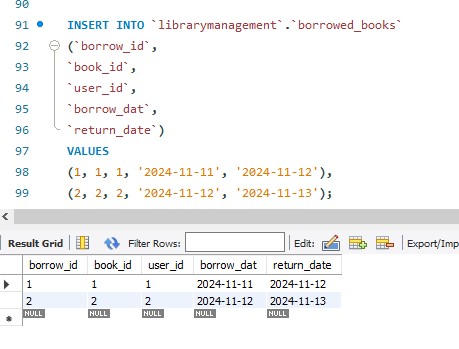 90
91 INSERT INTO `librarymanagement`.`borrowed_books`
92 (`borrow_id`,
93 `book_id`,
94 `user_id`,
95 `borrow_dat`,
96 `return_date`)
97 VALUES
98 (1, 1, 1, '2024-11-11', '2024-11-12'),
99 (2, 2, 2, '2024-11-12', '2024-11-13');
Result Grid Filter Rows: Edit: Export/Imp
borrow_id book_id user_id borrow_dat return_date
1 1 1 2024-11-11 2024-11-12
2 2 2 2024-11-12 2024-11-13
NULL NULL NULL NULL NULL